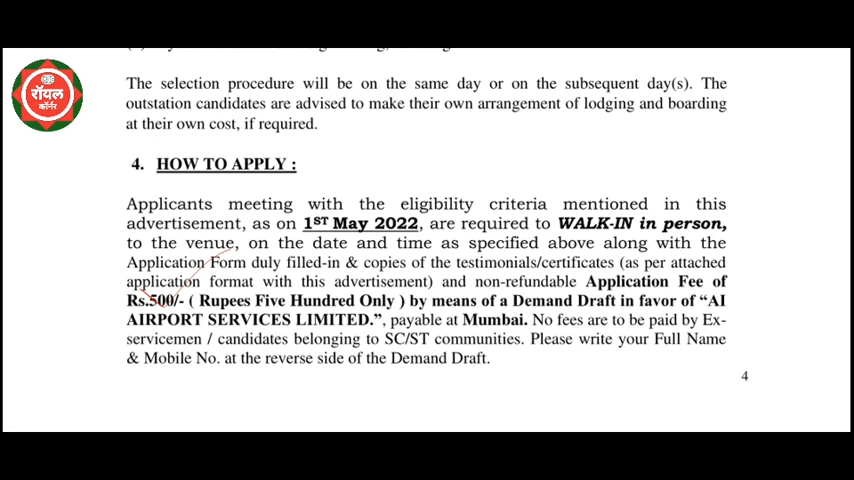 रॉयल
कॉर्नर
The selection procedure will be on the same day or on the subsequent day(s). The
outstation candidates are advised to make their own arrangement of lodging and boarding
at their own cost, if required.
4. HOW TO APPLY :
Applicants meeting with the eligibility criteria mentioned in this
advertisement, as on 1ST May 2022, are required to WALK-IN in person,
to the venue, on the date and time as specified above along with the
Application Form duly filled-in & copies of the testimonials/certificates (as per attached
application format with this advertisement) and non-refundable Application Fee of
Rs.500/- ( Rupees Five Hundred Only ) by means of a Demand Draft in favor of “AI
AIRPORT SERVICES LIMITED.”, payable at Mumbai. No fees are to be paid by Ex-
servicemen / candidates belonging to SC/ST communities. Please write your Full Name
& Mobile No. at the reverse side of the Demand Draft.
4